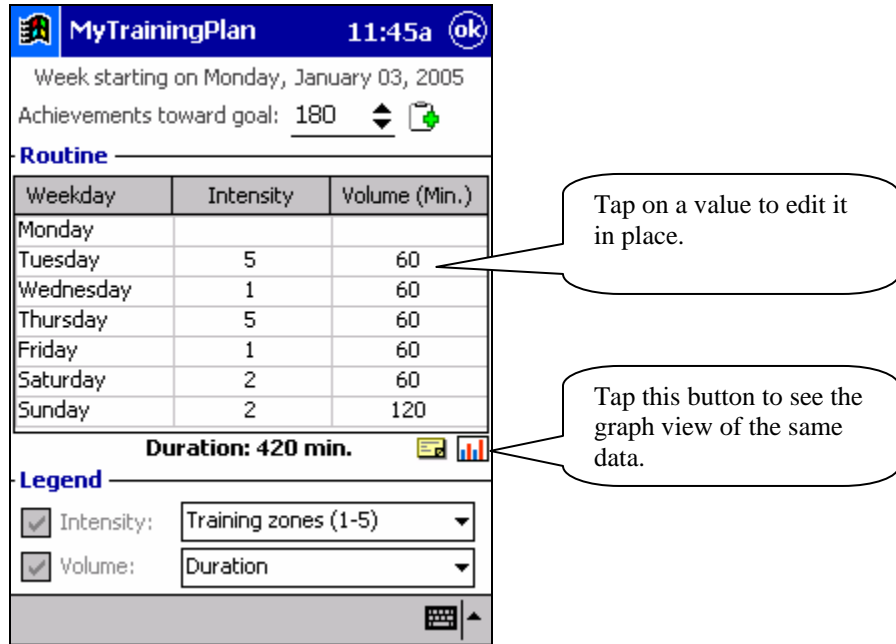 MyTrainingPlan 11:45a ok
Week starting on Monday, January 03, 2005
Achievements toward goal: 180
Routine
Weekday Intensity Volume (Min.)
Monday
Tuesday 5 60
Wednesday 1 60
Thursday 5 60
Friday 1 60
Saturday 2 60
Sunday 2 120
Duration: 420 min.
Legend
Intensity: Training zones (1-5)
Volume: Duration
Tap on a value to edit it
in place.
Tap this button to see the
graph view of the same
data.